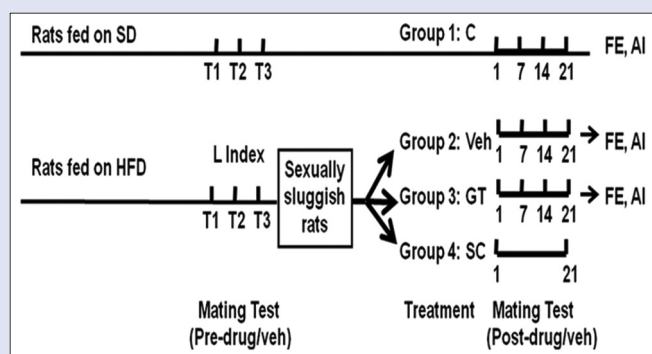 Rats fed on SD
T1 T2 T3
Group 1: C
1 7 14 21
FE, AI
Rats fed on HFD
L Index
T1 T2 T3
Sexually
sluggish
rats
Group 2: Veh
1 7 14 21
FE, AI
Group 3: GT
1 7 14 21
FE, AI
Group 4: SC
1 21
Mating Test
(Pre-drug/veh)
Treatment
Mating Test
(Post-drug/veh)